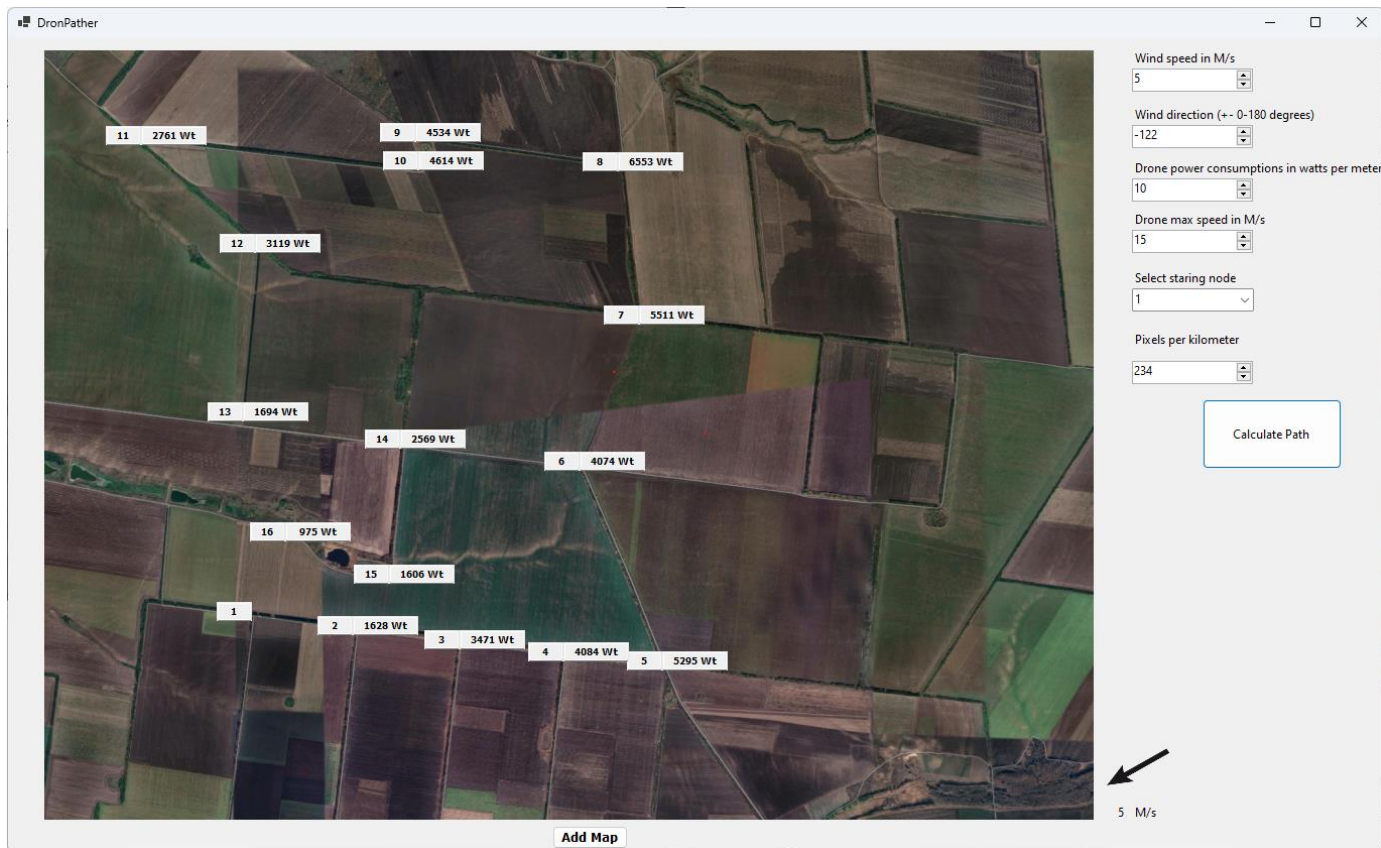 DronPather
Wind speed in M/s
5
Wind direction (+- 0-180 degrees)
-122
Drone power consumptions in watts per meter
10
Drone max speed in M/s
15
Select staring node
1
Pixels per kilometer
234
Calculate Path
9 4534 Wt
11 2761 Wt
10 4614 Wt
8 6553 Wt
12 3119 Wt
7 5511 Wt
13 1694 Wt
14 2569 Wt
6 4074 Wt
16 975 Wt
15 1606 Wt
1
2 1628 Wt
3 3471 Wt
4 4084 Wt
5 5295 Wt
5 M/s
Add Map